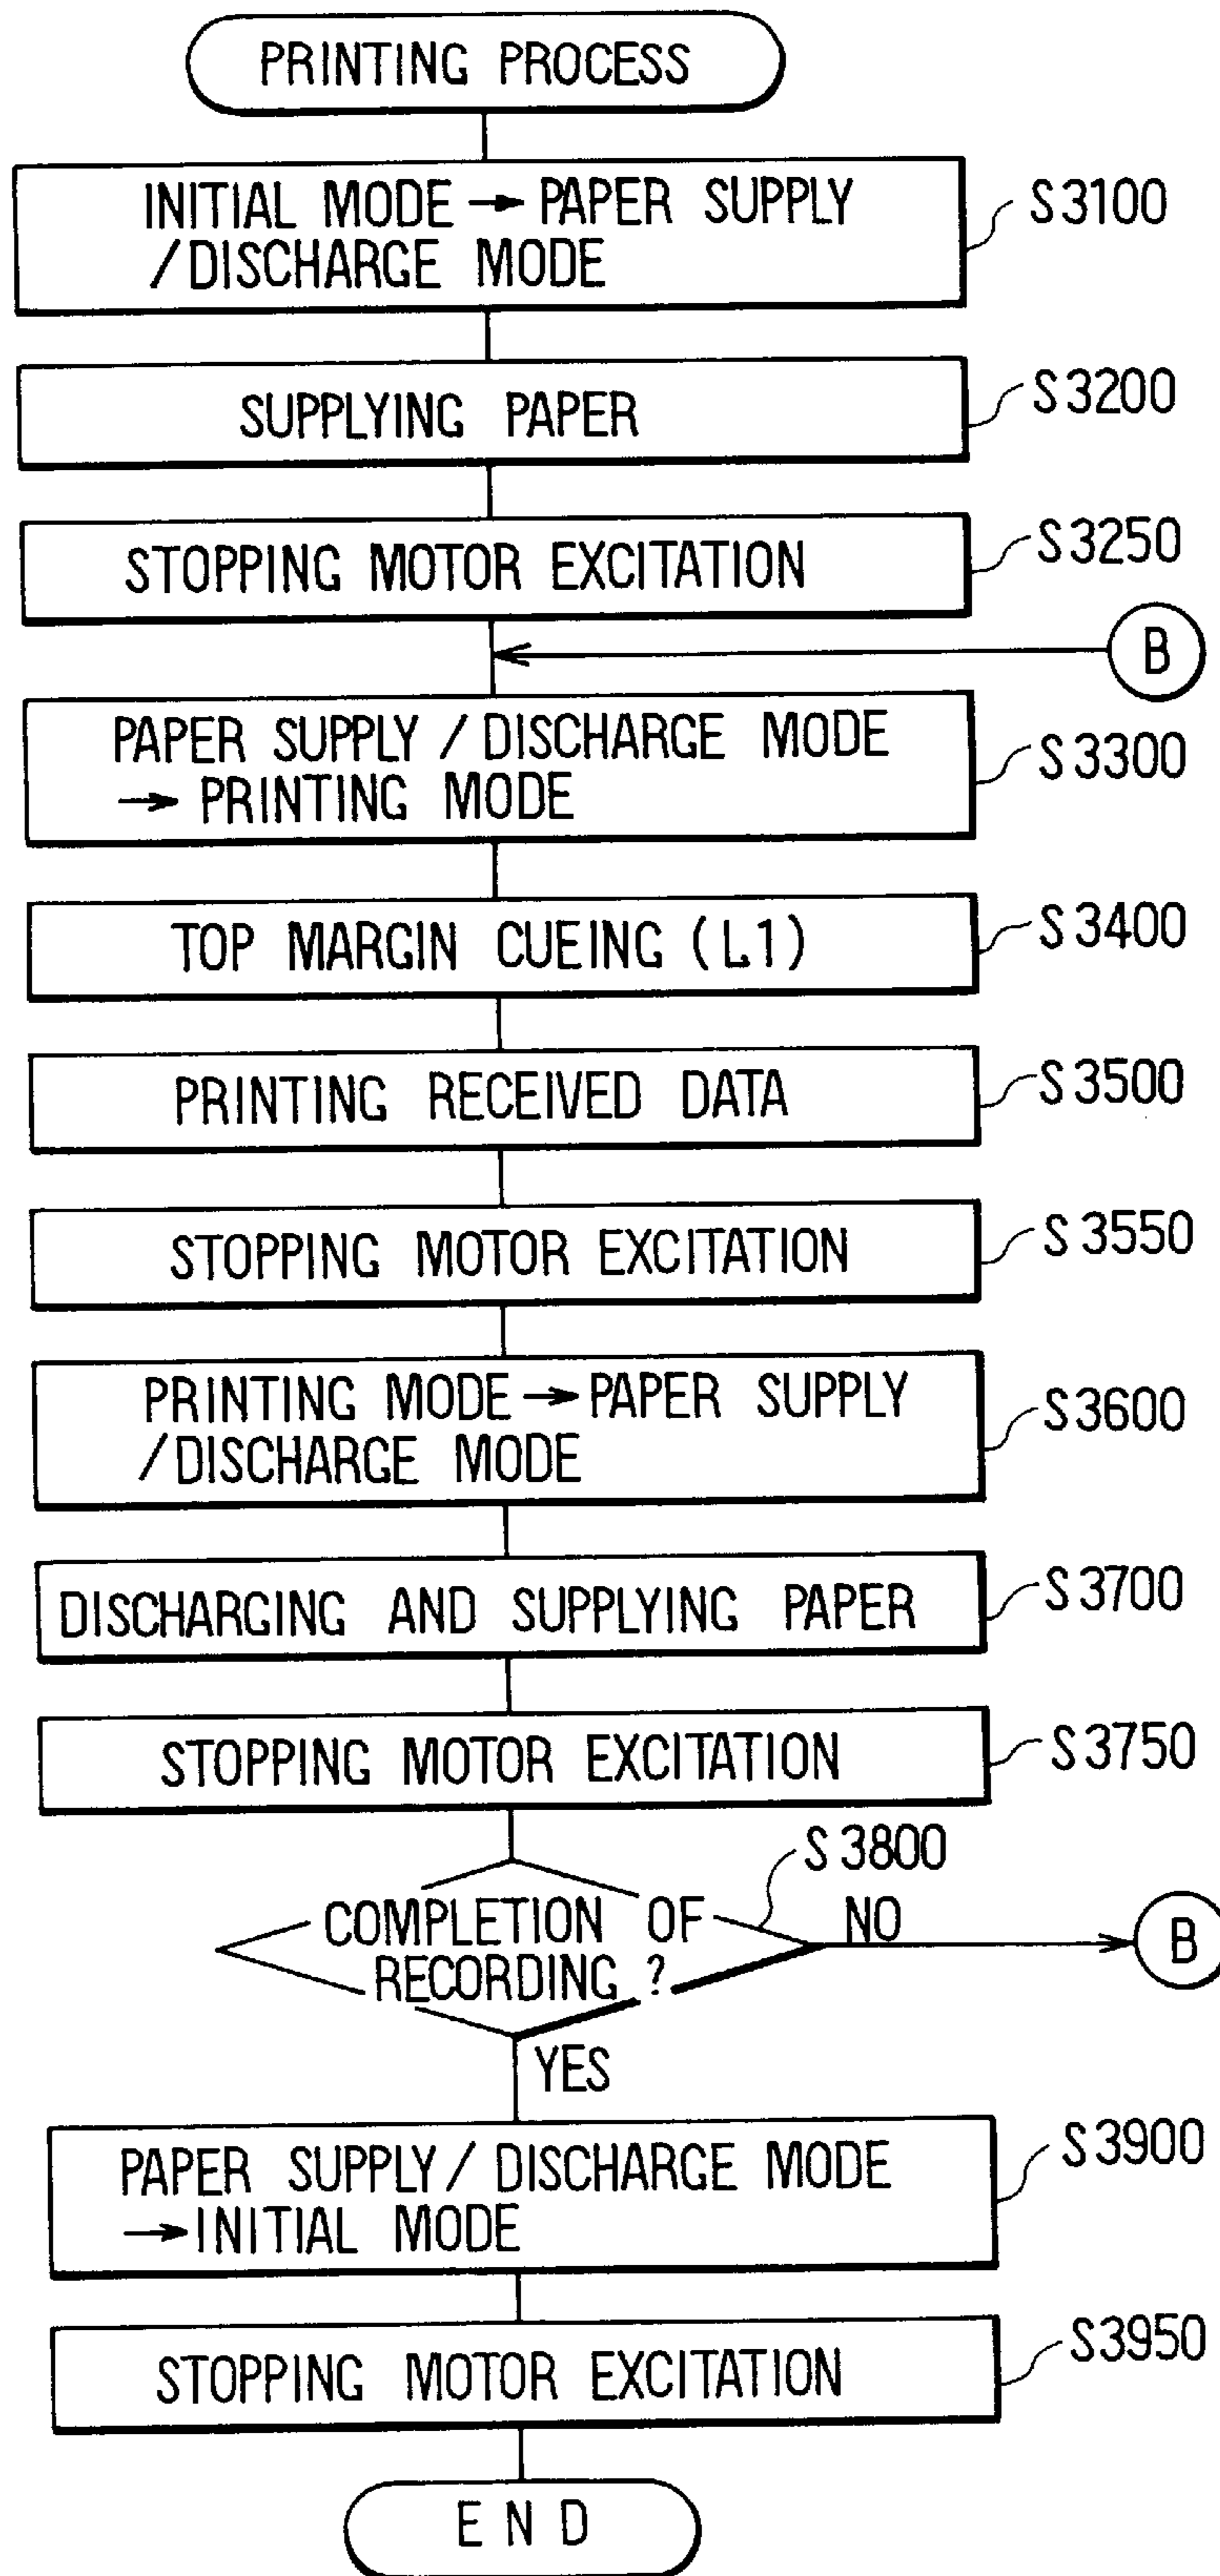 PRINTING PROCESS
INITIAL MODE → PAPER SUPPLY
/DISCHARGE MODE
S3100
SUPPLYING PAPER
S3200
STOPPING MOTOR EXCITATION
S3250
B
PAPER SUPPLY / DISCHARGE MODE
→ PRINTING MODE
S3300
TOP MARGIN CUEING (L1)
S3400
PRINTING RECEIVED DATA
S3500
STOPPING MOTOR EXCITATION
S3550
PRINTING MODE → PAPER SUPPLY
/DISCHARGE MODE
S3600
DISCHARGING AND SUPPLYING PAPER
S3700
STOPPING MOTOR EXCITATION
S3750
S3800
COMPLETION OF
RECORDING ?
NO
B
YES
PAPER SUPPLY / DISCHARGE MODE
→ INITIAL MODE
S3900
STOPPING MOTOR EXCITATION
S3950
END